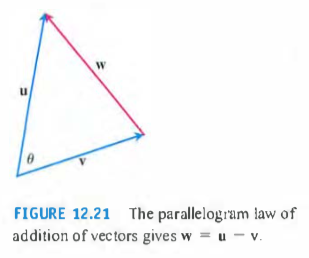 w
u
θ
v
FIGURE 12.21 The parallelogram law of
addition of vectors gives w = u − v.